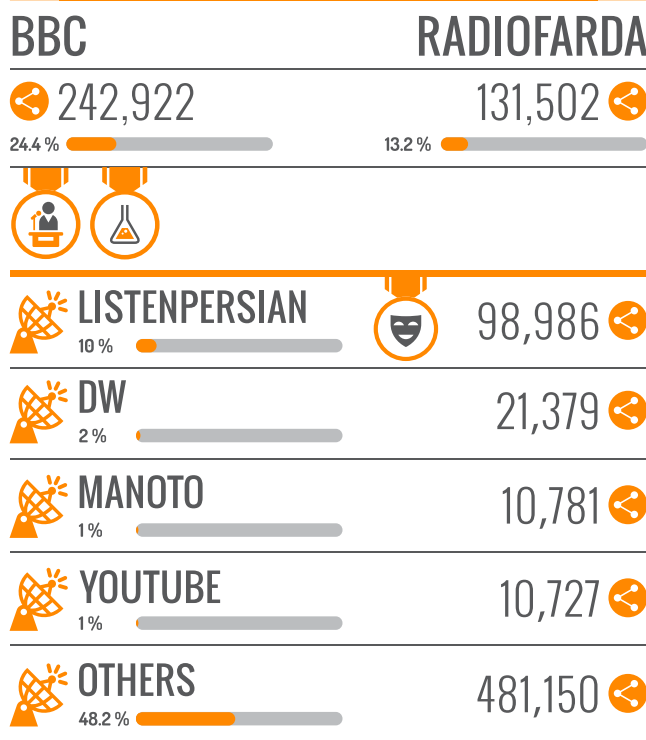 BBC RADIOFARDA
242,922 131,502
24.4 % 13.2 %
LISTENPERSIAN 98,986
10 %
DW 21,379
2 %
MANOTO 10,781
1 %
YOUTUBE 10,727
1 %
OTHERS 481,150
48.2 %